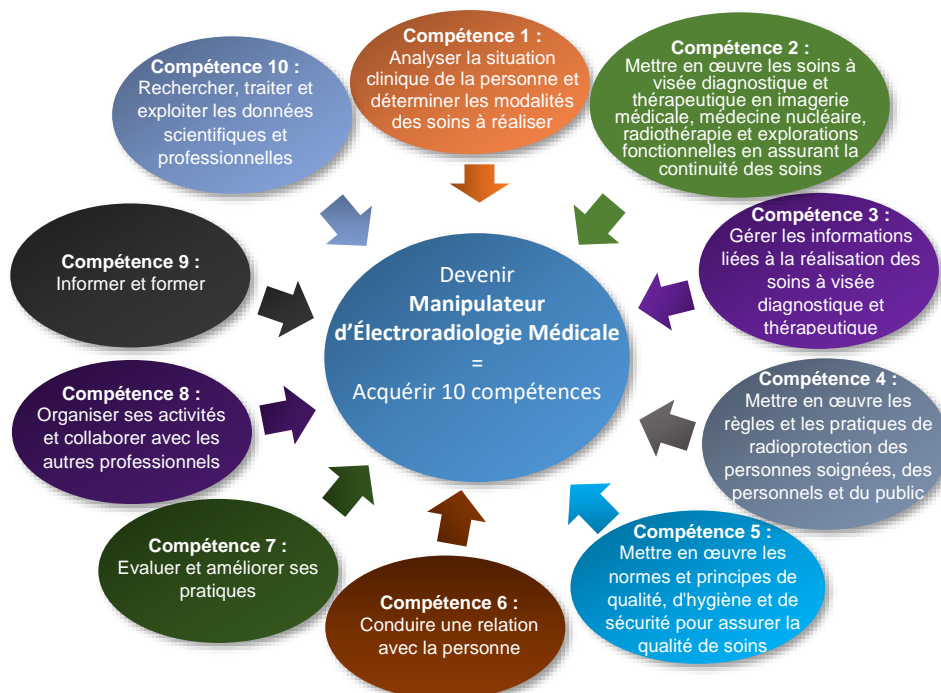 Compétence 1 :
Analyser la situation
clinique de la personne et
déterminer les modalités
des soins à réaliser
Compétence 2 :
Mettre en œuvre les soins à
visée diagnostique et
thérapeutique en imagerie
médicale, médecine nucléaire,
radiothérapie et explorations
fonctionnelles en assurant la
continuité des soins
Compétence 3 :
Gérer les informations
liées à la réalisation des
soins à visée
diagnostique et
thérapeutique
Compétence 4 :
Mettre en œuvre les
règles et les pratiques de
radioprotection des
personnes soignées, des
personnels et du public
Compétence 5 :
Mettre en œuvre les
normes et principes de
qualité, d'hygiène et de
sécurité pour assurer la
qualité de soins
Compétence 6 :
Conduire une relation
avec la personne
Compétence 7 :
Evaluer et améliorer ses
pratiques
Compétence 8 :
Organiser ses activités
et collaborer avec les
autres professionnels
Compétence 9 :
Informer et former
Compétence 10 :
Rechercher, traiter et
exploiter les données
scientifiques et
professionnelles
Devenir
Manipulateur
d'Électroradiologie Médicale
=
Acquérir 10 compétences